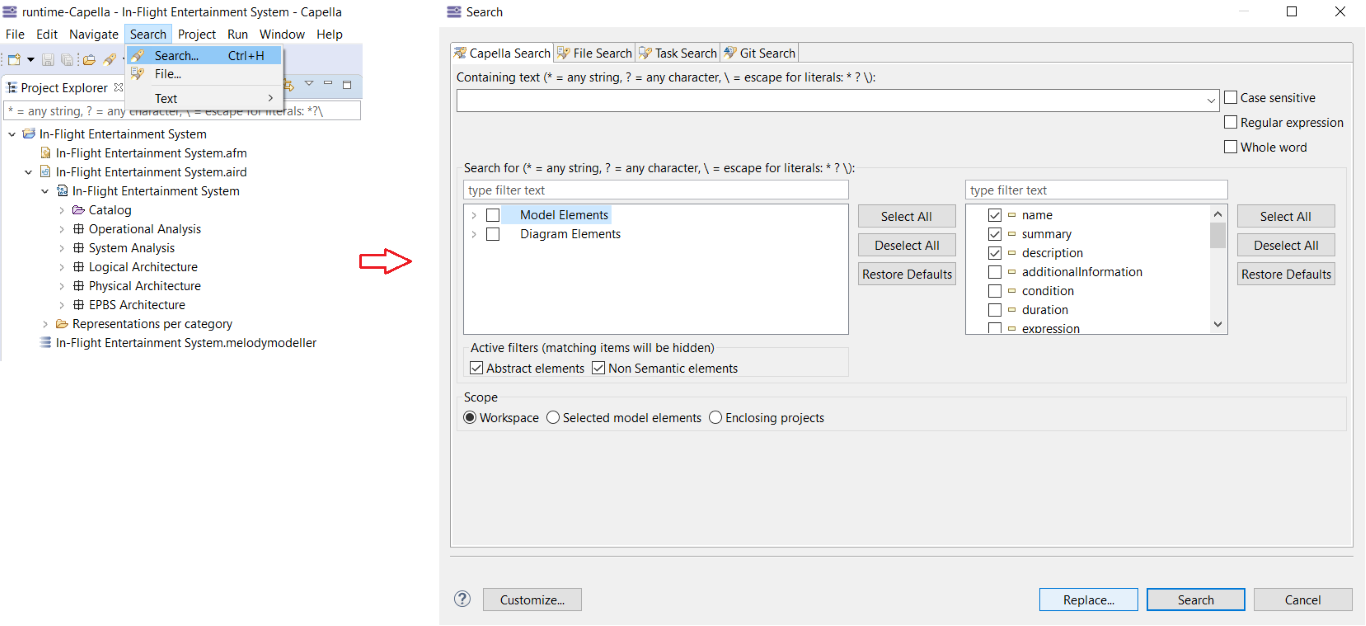 runtime-Capella - In-Flight Entertainment System - Capella
File Edit Navigate Search Project Run Window Help
Search... Ctrl+H
File...
Text
Project Explorer
* = any string, ? = any character, \ = escape for literals: *?\
In-Flight Entertainment System
In-Flight Entertainment System.afm
In-Flight Entertainment System.aird
In-Flight Entertainment System
Catalog
Operational Analysis
System Analysis
Logical Architecture
Physical Architecture
EPBS Architecture
Representations per category
In-Flight Entertainment System.melodymodeller
Search
Capella Search File Search Task Search Git Search
Containing text (* = any string, ? = any character, \ = escape for literals: * ? \):
Case sensitive
Regular expression
Whole word
Search for (* = any string, ? = any character, \ = escape for literals: * ? \):
type filter text
Model Elements
Diagram Elements
Select All
Deselect All
Restore Defaults
type filter text
name
summary
description
additionalInformation
condition
duration
expression
Select All
Deselect All
Restore Defaults
Active filters (matching items will be hidden)
Abstract elements Non Semantic elements
Scope
Workspace Selected model elements Enclosing projects
? Customize... Replace... Search Cancel